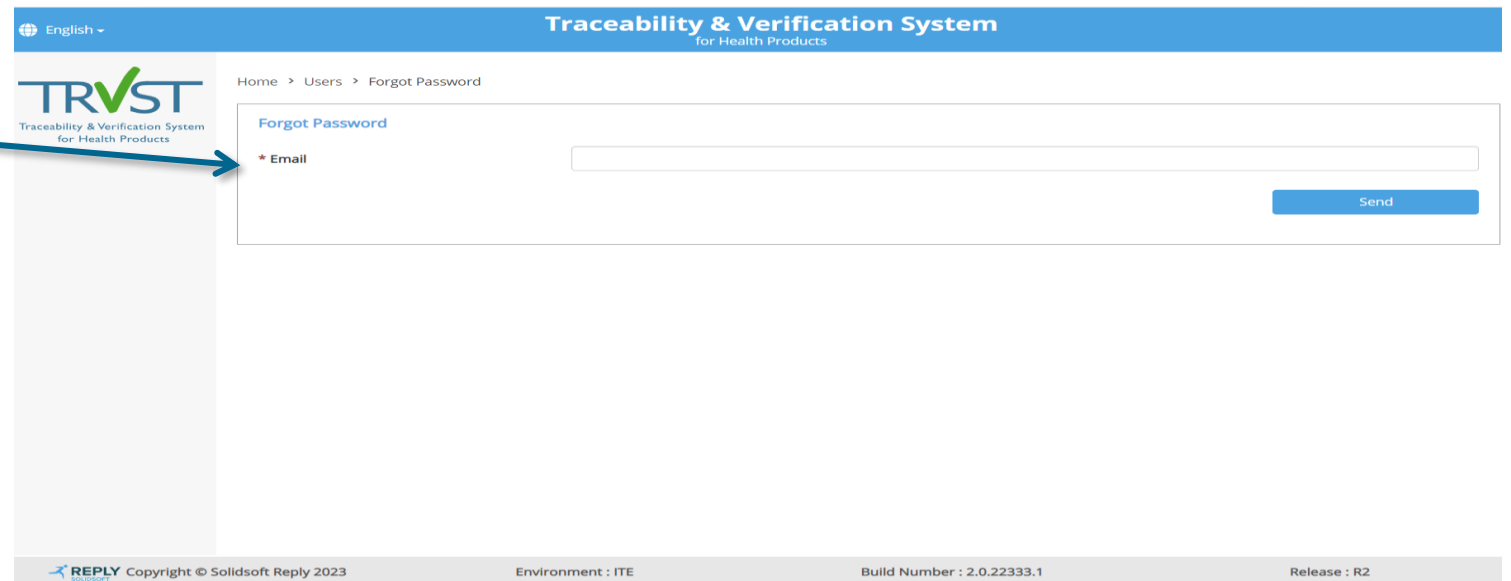 English
Traceability & Verification System
for Health Products
TRVST
Traceability & Verification System
for Health Products
Home > Users > Forgot Password
Forgot Password
* Email
Send
REPLY
SOLIDSOFT
Copyright © Solidsoft Reply 2023
Environment : ITE
Build Number : 2.0.22333.1
Release : R2